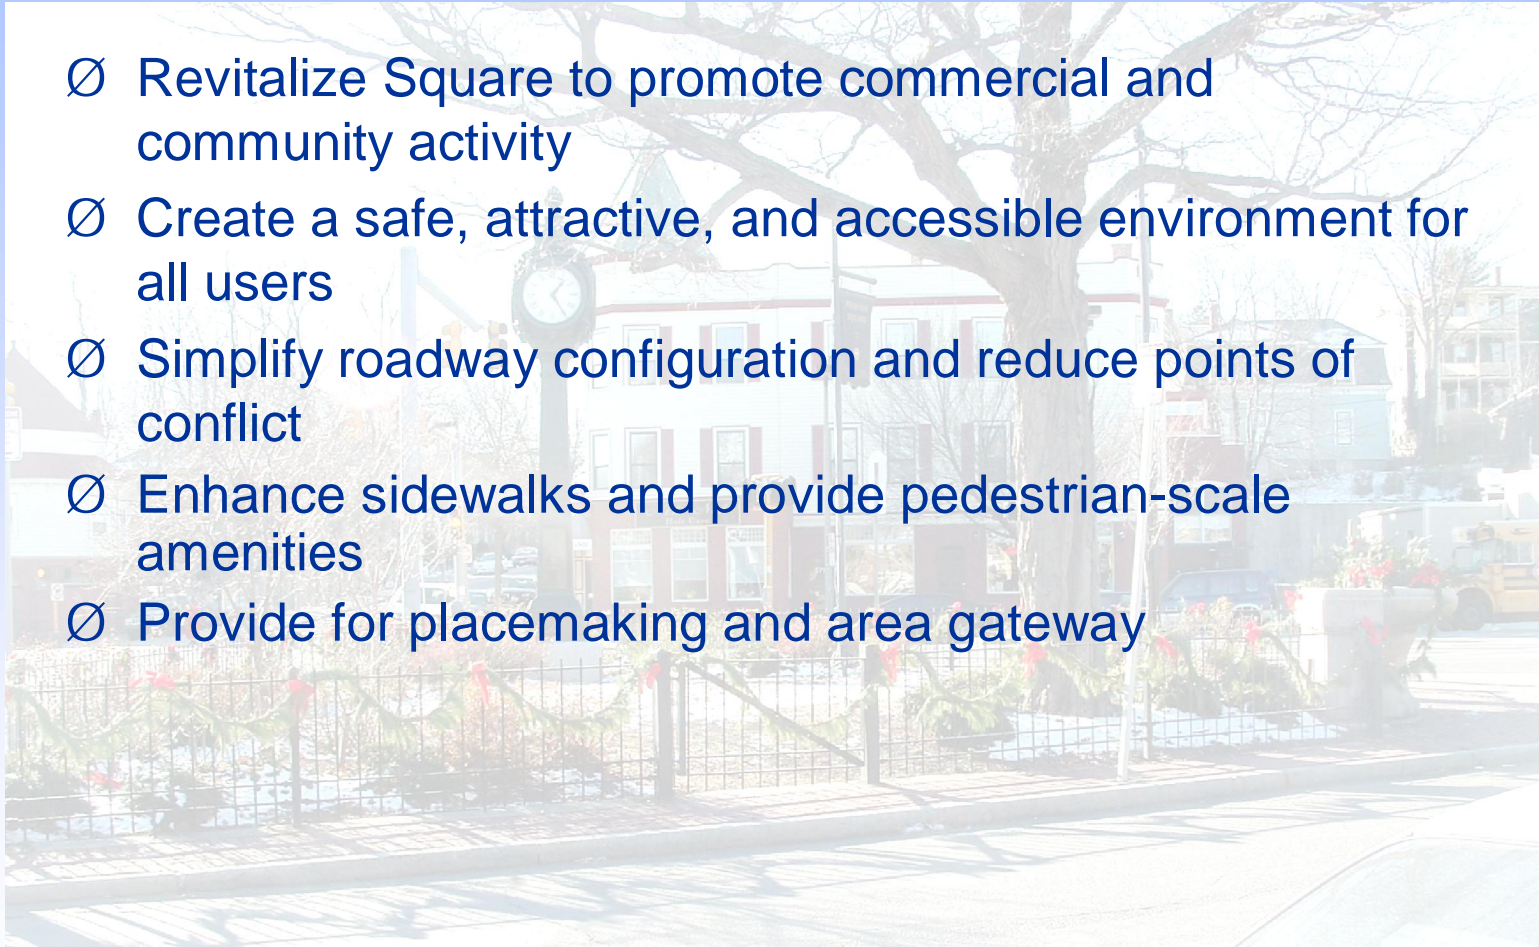 Ø Revitalize Square to promote commercial and
community activity
Ø Create a safe, attractive, and accessible environment for
all users
Ø Simplify roadway configuration and reduce points of
conflict
Ø Enhance sidewalks and provide pedestrian-scale
amenities
Ø Provide for placemaking and area gateway